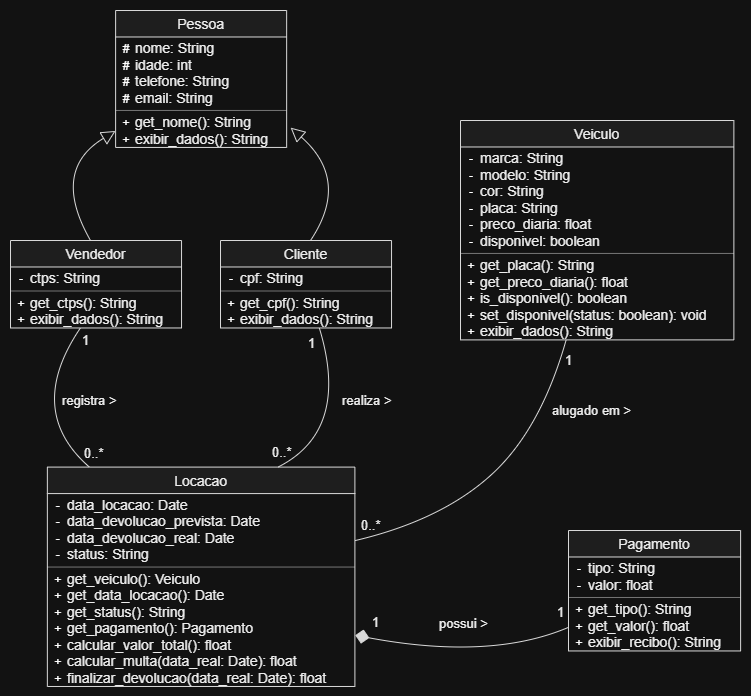 Pessoa
# nome: String
# idade: int
# telefone: String
# email: String
+ get_nome(): String
+ exibir_dados(): String
Veiculo
- marca: String
- modelo: String
- cor: String
- placa: String
- preco_diaria: float
- disponivel: boolean
+ get_placa(): String
+ get_preco_diaria(): float
+ is_disponivel(): boolean
+ set_disponivel(status: boolean): void
+ exibir_dados(): String
Vendedor
- ctps: String
+ get_ctps(): String
+ exibir_dados(): String
Cliente
- cpf: String
+ get_cpf(): String
+ exibir_dados(): String
1
1
1
registra >
realiza >
alugado em >
0..*
0..*
0..*
Locacao
- data_locacao: Date
- data_devolucao_prevista: Date
- data_devolucao_real: Date
- status: String
+ get_veiculo(): Veiculo
+ get_data_locacao(): Date
+ get_status(): String
+ get_pagamento(): Pagamento
+ calcular_valor_total(): float
+ calcular_multa(data_real: Date): float
+ finalizar_devolucao(data_real: Date): float
1
possui >
1
Pagamento
- tipo: String
- valor: float
+ get_tipo(): String
+ get_valor(): float
+ exibir_recibo(): String